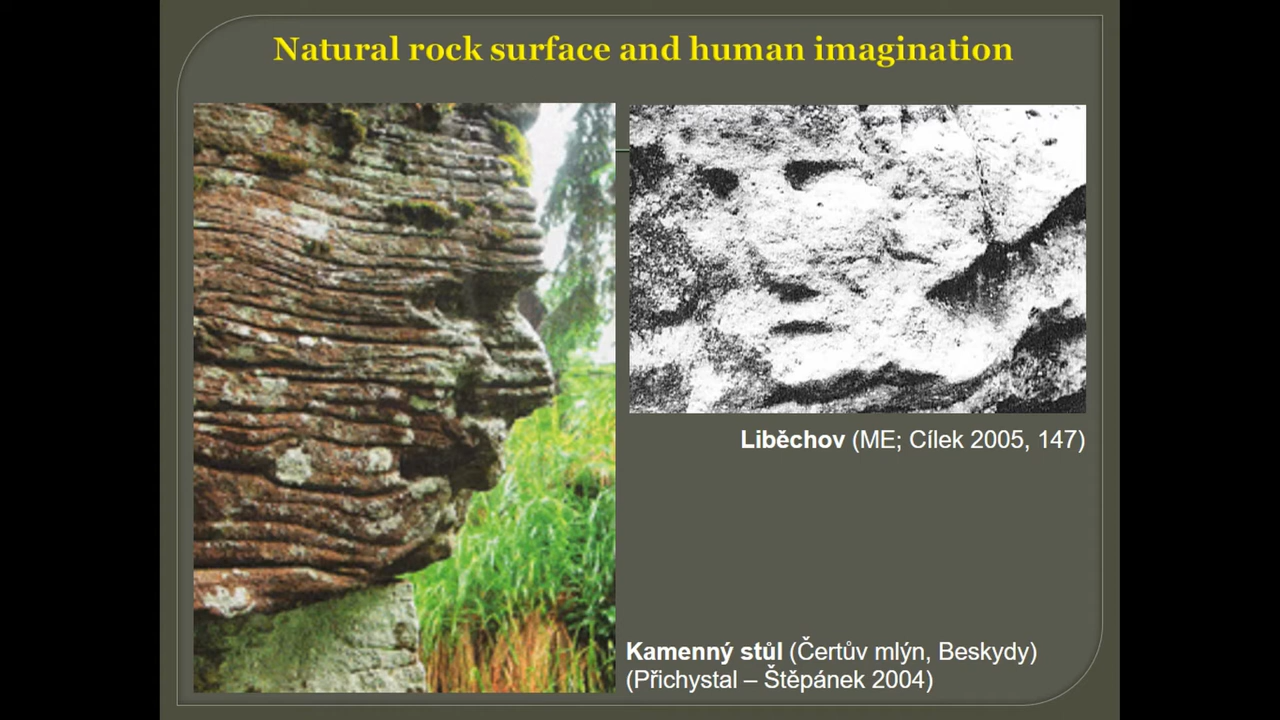 Natural rock surface and human imagination
Liběchov (ME; Cílek 2005, 147)
Kamenný stůl (Čertův mlýn, Beskydy)
(Přichystal – Štěpánek 2004)